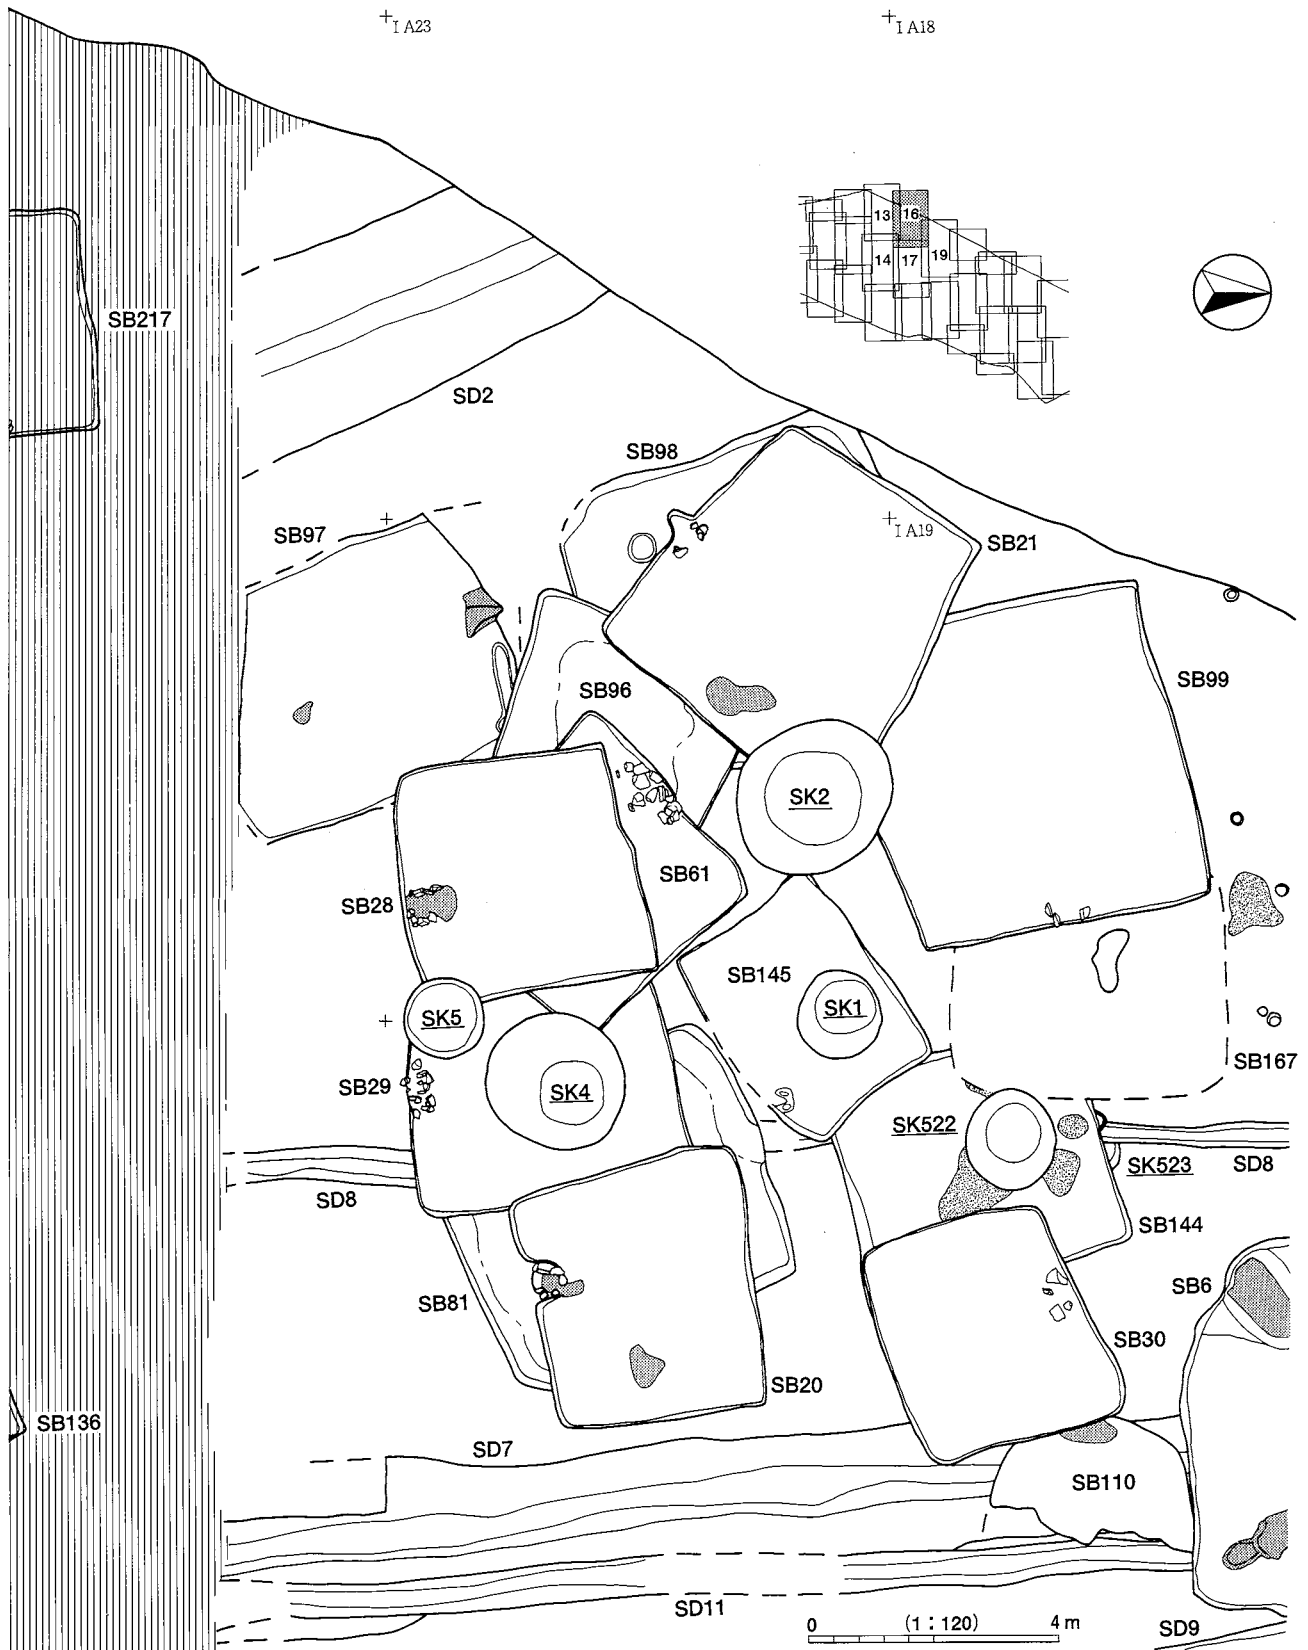 I A23
I A18
13
16
14
17
19
SB217
SD2
SB98
I A19
SB97
SB21
SB96
SB99
SK2
SB61
SB28
SB145
SK1
SK5
SB29
SK4
SB167
SK522
SK523
SD8
SD8
SB144
SB81
SB6
SB30
SB20
SB136
SD7
SB110
SD11
0
(1:120)
4 m
SD9